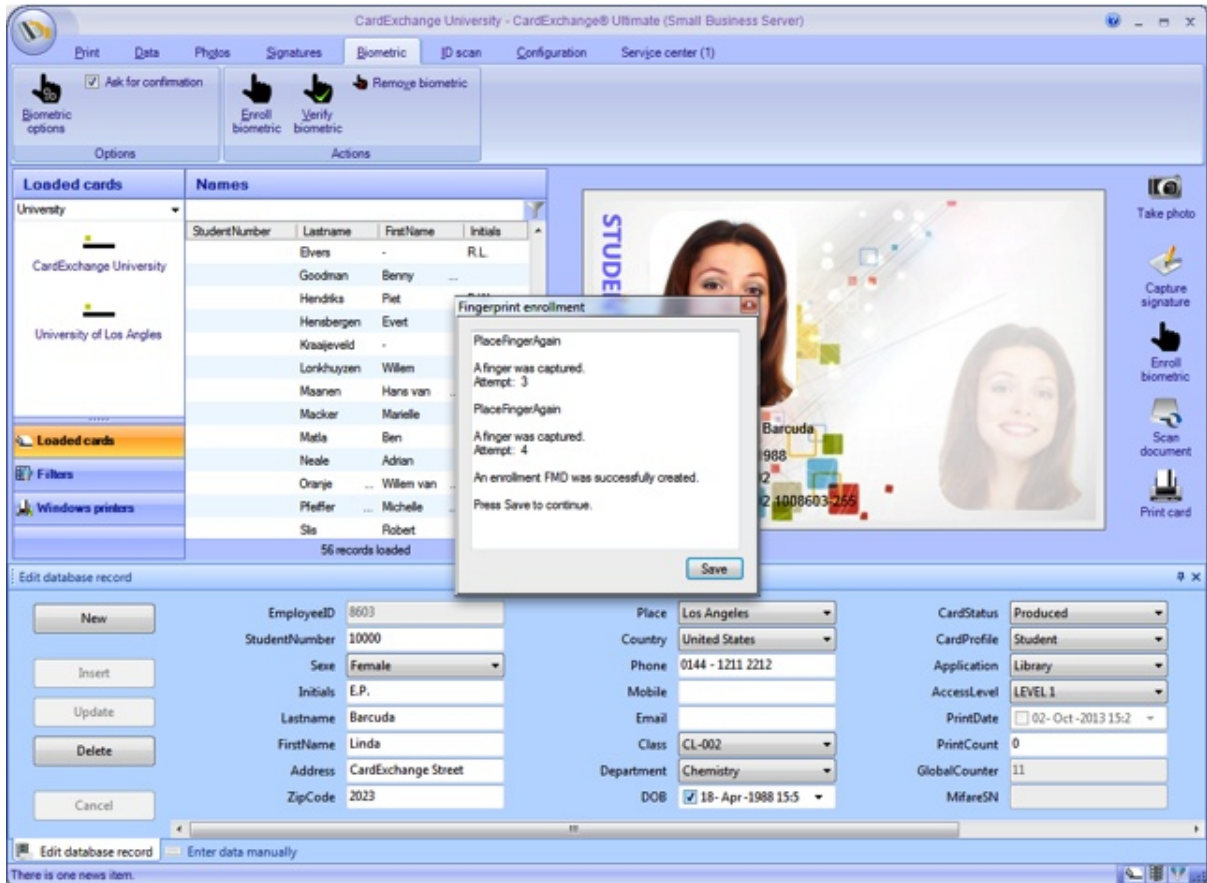 CardExchange University - CardExchange® Ultimate (Small Business Server)
Print Data Photos Signatures Biometric ID scan Configuration Service center (1)
Biometric options
Ask for confirmation
Options
Enroll biometric
Verify biometric
Remove biometric
Actions
Loaded cards
University
CardExchange University
University of Los Angles
Loaded cards
Filters
Windows printers
Names
StudentNumber Lastname FirstName Initials
Elvers - R.L.
Goodman Benny ...
Hendriks Piet
Hensbergen Evert
Kraajeveld -
Lonkhuyzen Willem
Maanen Hans van
Macker Marielle
Matla Ben
Neale Adrian
Oranje ... Willem van
Pfeiffer ... Michelle
Slis Robert
56 records loaded
Barcuda
1008603-255
Fingerprint enrollment
PlaceFingerAgain
A finger was captured.
Attempt: 3
PlaceFingerAgain
A finger was captured.
Attempt: 4
An enrollment FMD was successfully created.
Press Save to continue.
Save
Take photo
Capture signature
Enroll biometric
Scan document
Print card
Edit database record
New
Insert
Update
Delete
Cancel
EmployeeID 8603
StudentNumber 10000
Sexe Female
Initials E.P.
Lastname Barcuda
FirstName Linda
Address CardExchange Street
ZipCode 2023
Place Los Angeles
Country United States
Phone 0144 - 1211 2212
Mobile
Email
Class CL-002
Department Chemistry
DOB 18- Apr -1988 15:5
CardStatus Produced
CardProfile Student
Application Library
AccessLevel LEVEL 1
PrintDate 02- Oct -2013 15:2
PrintCount 0
GlobalCounter 11
MifareSN
Edit database record Enter data manually
There is one news item.